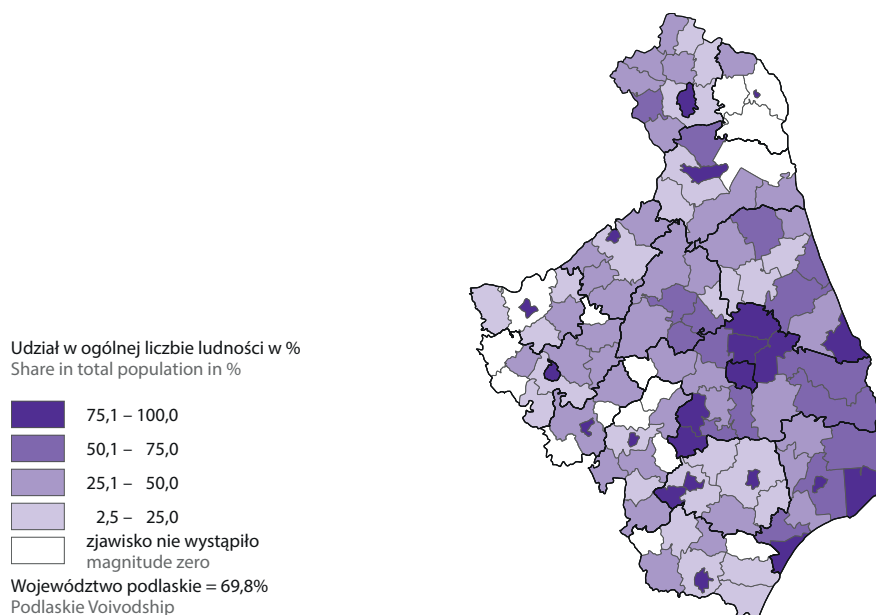 Udział w ogólnej liczbie ludności w %
Share in total population in %
75,1 – 100,0
50,1 – 75,0
25,1 – 50,0
2,5 – 25,0
zjawisko nie wystąpiło
magnitude zero
Województwo podlaskie = 69,8%
Podlaskie Voivodship